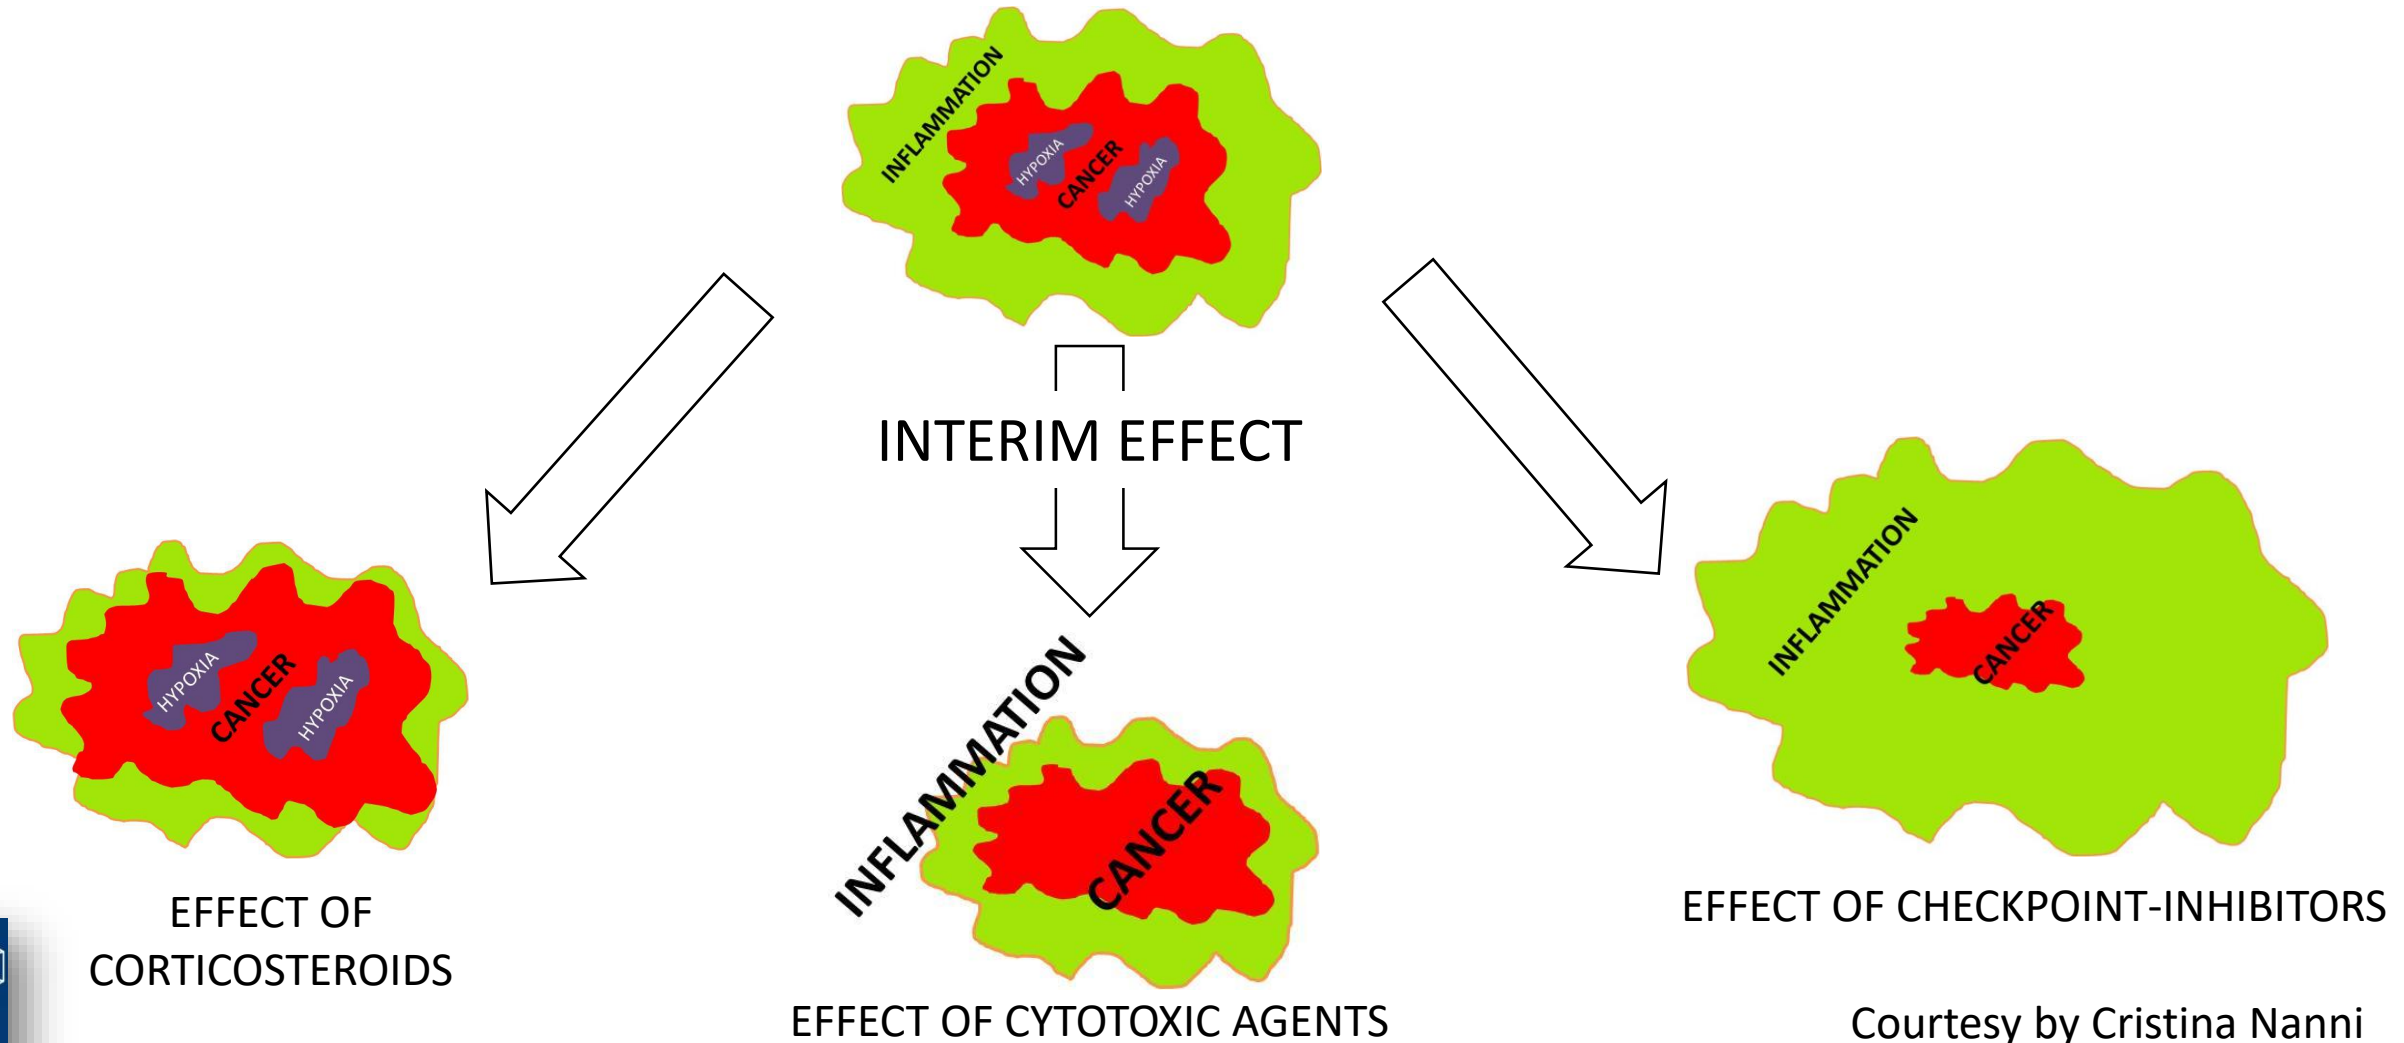 INFLAMMATION
HYPOXIA
CANCER
HYPOXIA
INTERIM EFFECT
HYPOXIA
CANCER
HYPOXIA
EFFECT OF
CORTICOSTEROIDS
INFLAMMATION
CANCER
EFFECT OF CYTOTOXIC AGENTS
INFLAMMATION
CANCER
EFFECT OF CHECKPOINT-INHIBITORS
Courtesy by Cristina Nanni